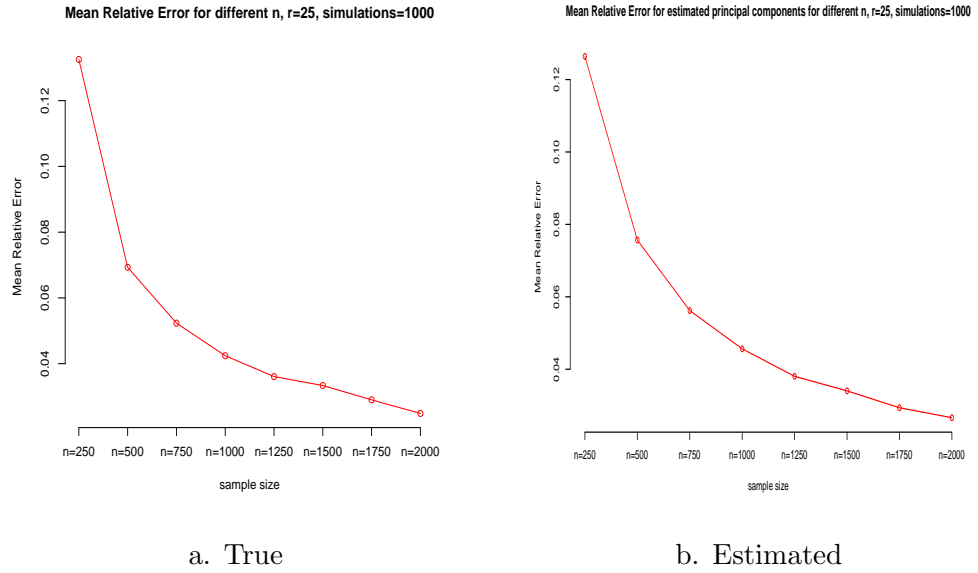 Mean Relative Error for different n, r=25, simulations=1000
Mean Relative Error
0.12
0.10
0.08
0.06
0.04
n=250 n=500 n=750 n=1000 n=1250 n=1500 n=1750 n=2000
sample size
a. True
Mean Relative Error for estimated principal components for different n, r=25, simulations=1000
Mean Relative Error
0.12
0.10
0.08
0.06
0.04
n=250 n=500 n=750 n=1000 n=1250 n=1500 n=1750 n=2000
sample size
b. Estimated